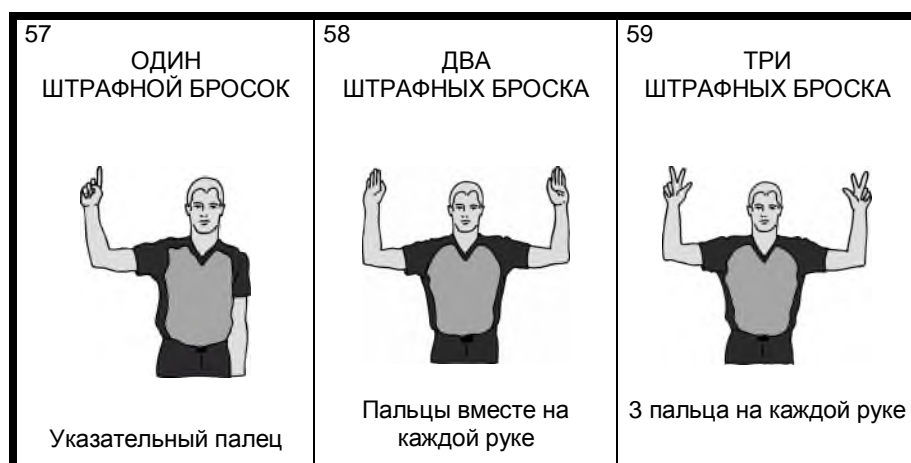 57
ОДИН
ШТРАФНОЙ БРОСОК
Указательный палец
58
ДВА
ШТРАФНЫХ БРОСКА
Пальцы вместе на
каждой руке
59
ТРИ
ШТРАФНЫХ БРОСКА
3 пальца на каждой руке